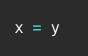 x = y